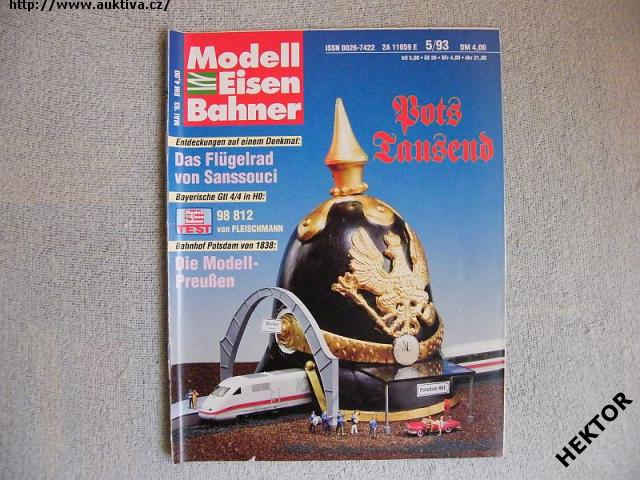 http://www.auktiva.cz/
Modell
Eisen
Bahner
MAI '93 DM 4,00
ISSN 0026-7422 2A 11059 E 5/93 DM 4,00
Pots
Tausend
Entdeckungen auf einem Denkmal:
Das Flügelrad
von Sanssouci
Bayerische Gtl 4/4 in H0:
TEST
98 812
von FLEISCHMANN
Bahnhof Potsdam von 1838:
Die Modell-
Preußen
Potsdam Hbf
HEKTOR